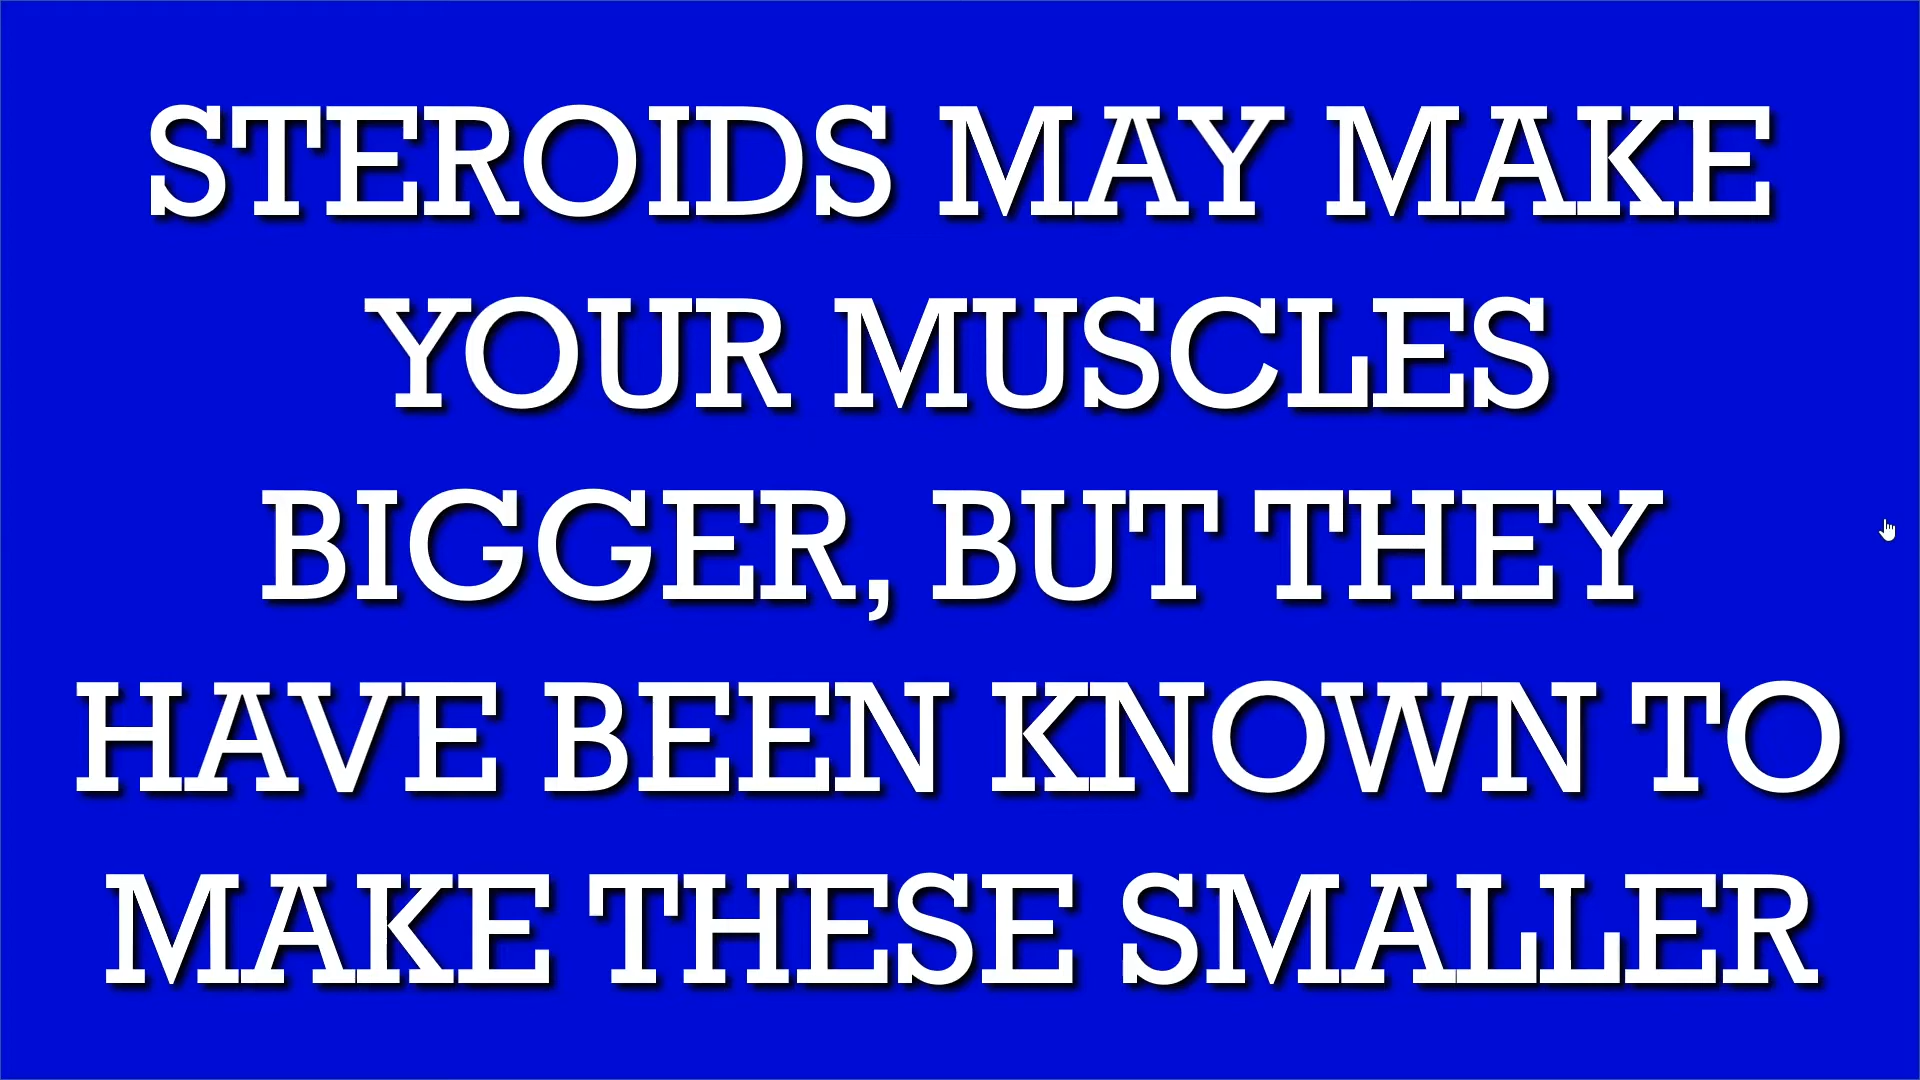 STEROIDS MAY MAKE
YOUR MUSCLES
BIGGER, BUT THEY
HAVE BEEN KNOWN TO
MAKE THESE SMALLER